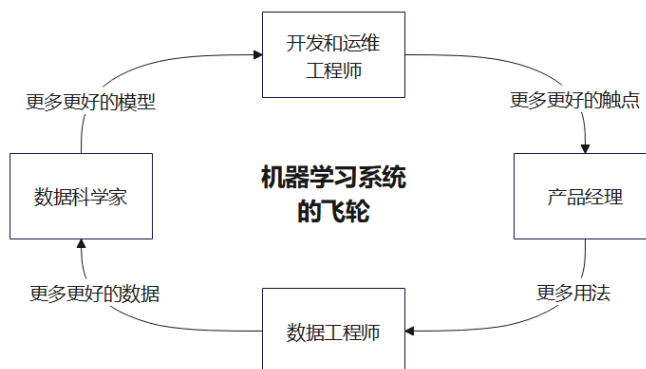 开发和运维
工程师
更多更好的模型
更多更好的触点
数据科学家
机器学习系统
的飞轮
产品经理
更多更好的数据
更多用法
数据工程师